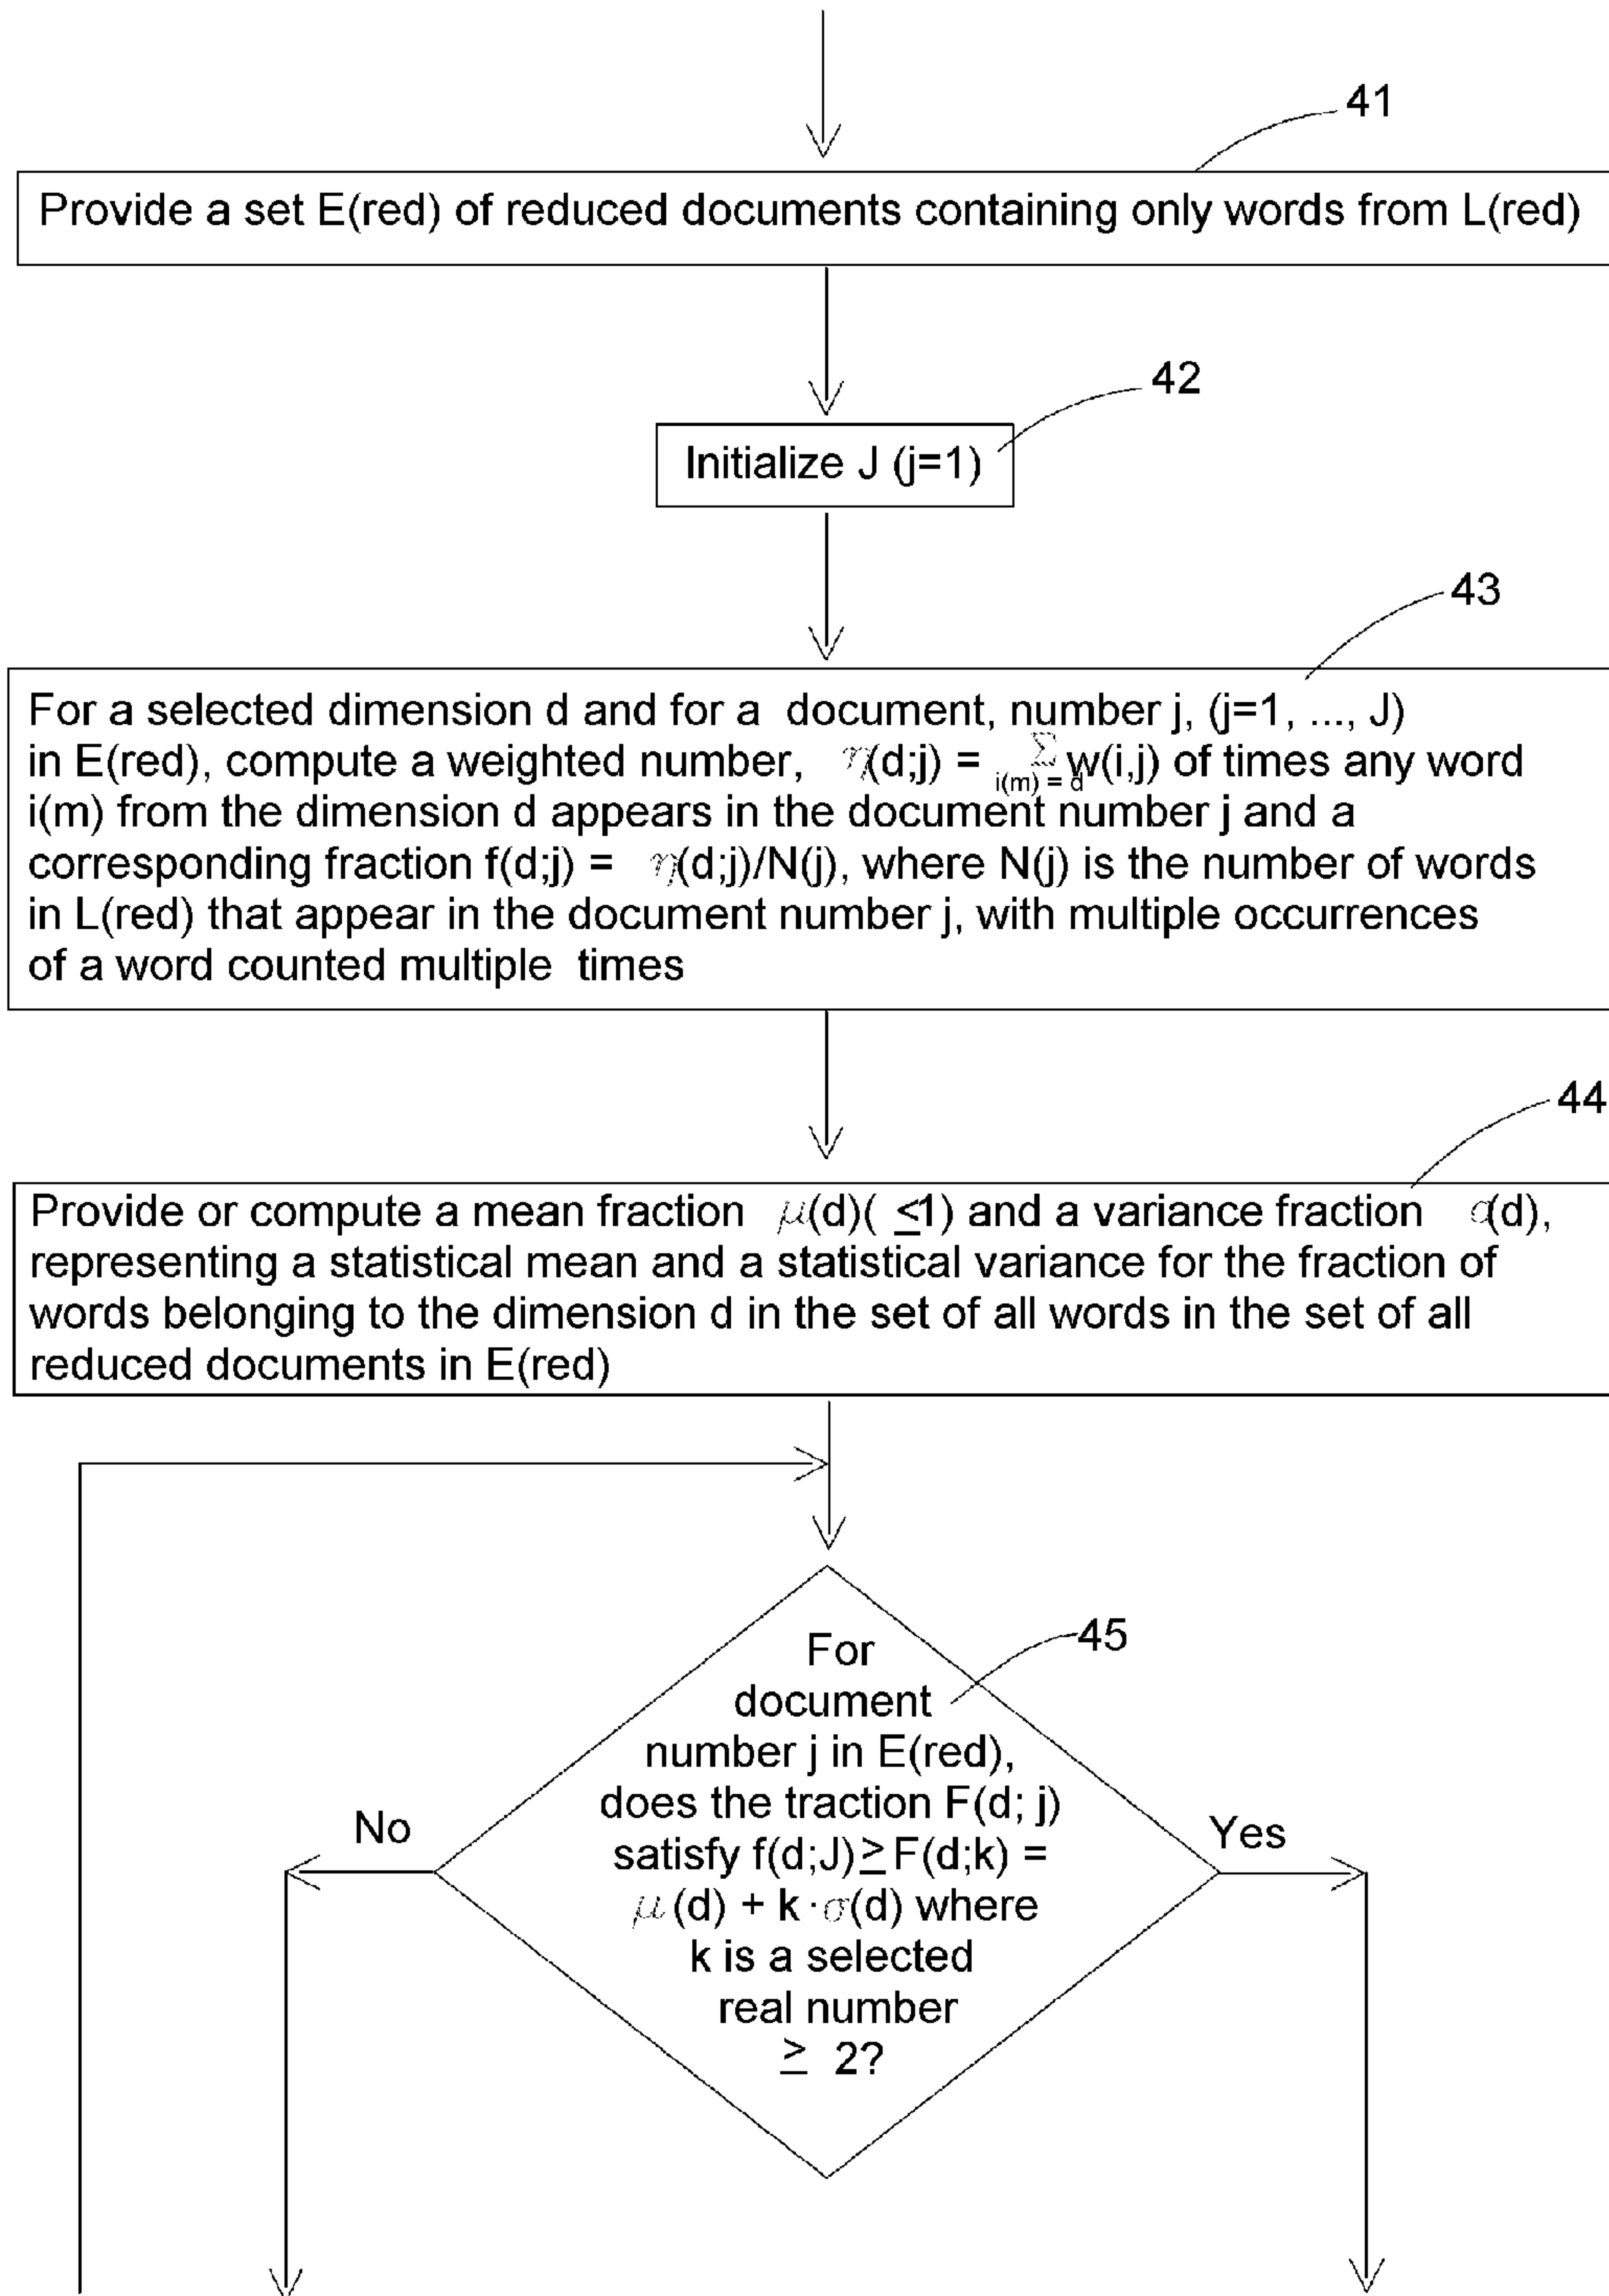 41
Provide a set E(red) of reduced documents containing only words from L(red)
42
Initialize J (j=1)
43
For a selected dimension d and for a document, number j, (j=1, ..., J)
in E(red), compute a weighted number, η(d;j) = Σ w(i,j) of times any word
i(m) = d
i(m) from the dimension d appears in the document number j and a
corresponding fraction f(d;j) = η(d;j)/N(j), where N(j) is the number of words
in L(red) that appear in the document number j, with multiple occurrences
of a word counted multiple times
44
Provide or compute a mean fraction μ(d)( ≤1) and a variance fraction σ(d),
representing a statistical mean and a statistical variance for the fraction of
words belonging to the dimension d in the set of all words in the set of all
reduced documents in E(red)
45
For
document
number j in E(red),
does the traction F(d; j)
satisfy f(d;J) ≥ F(d;k) =
μ(d) + k·σ(d) where
k is a selected
real number
≥ 2?
No
Yes